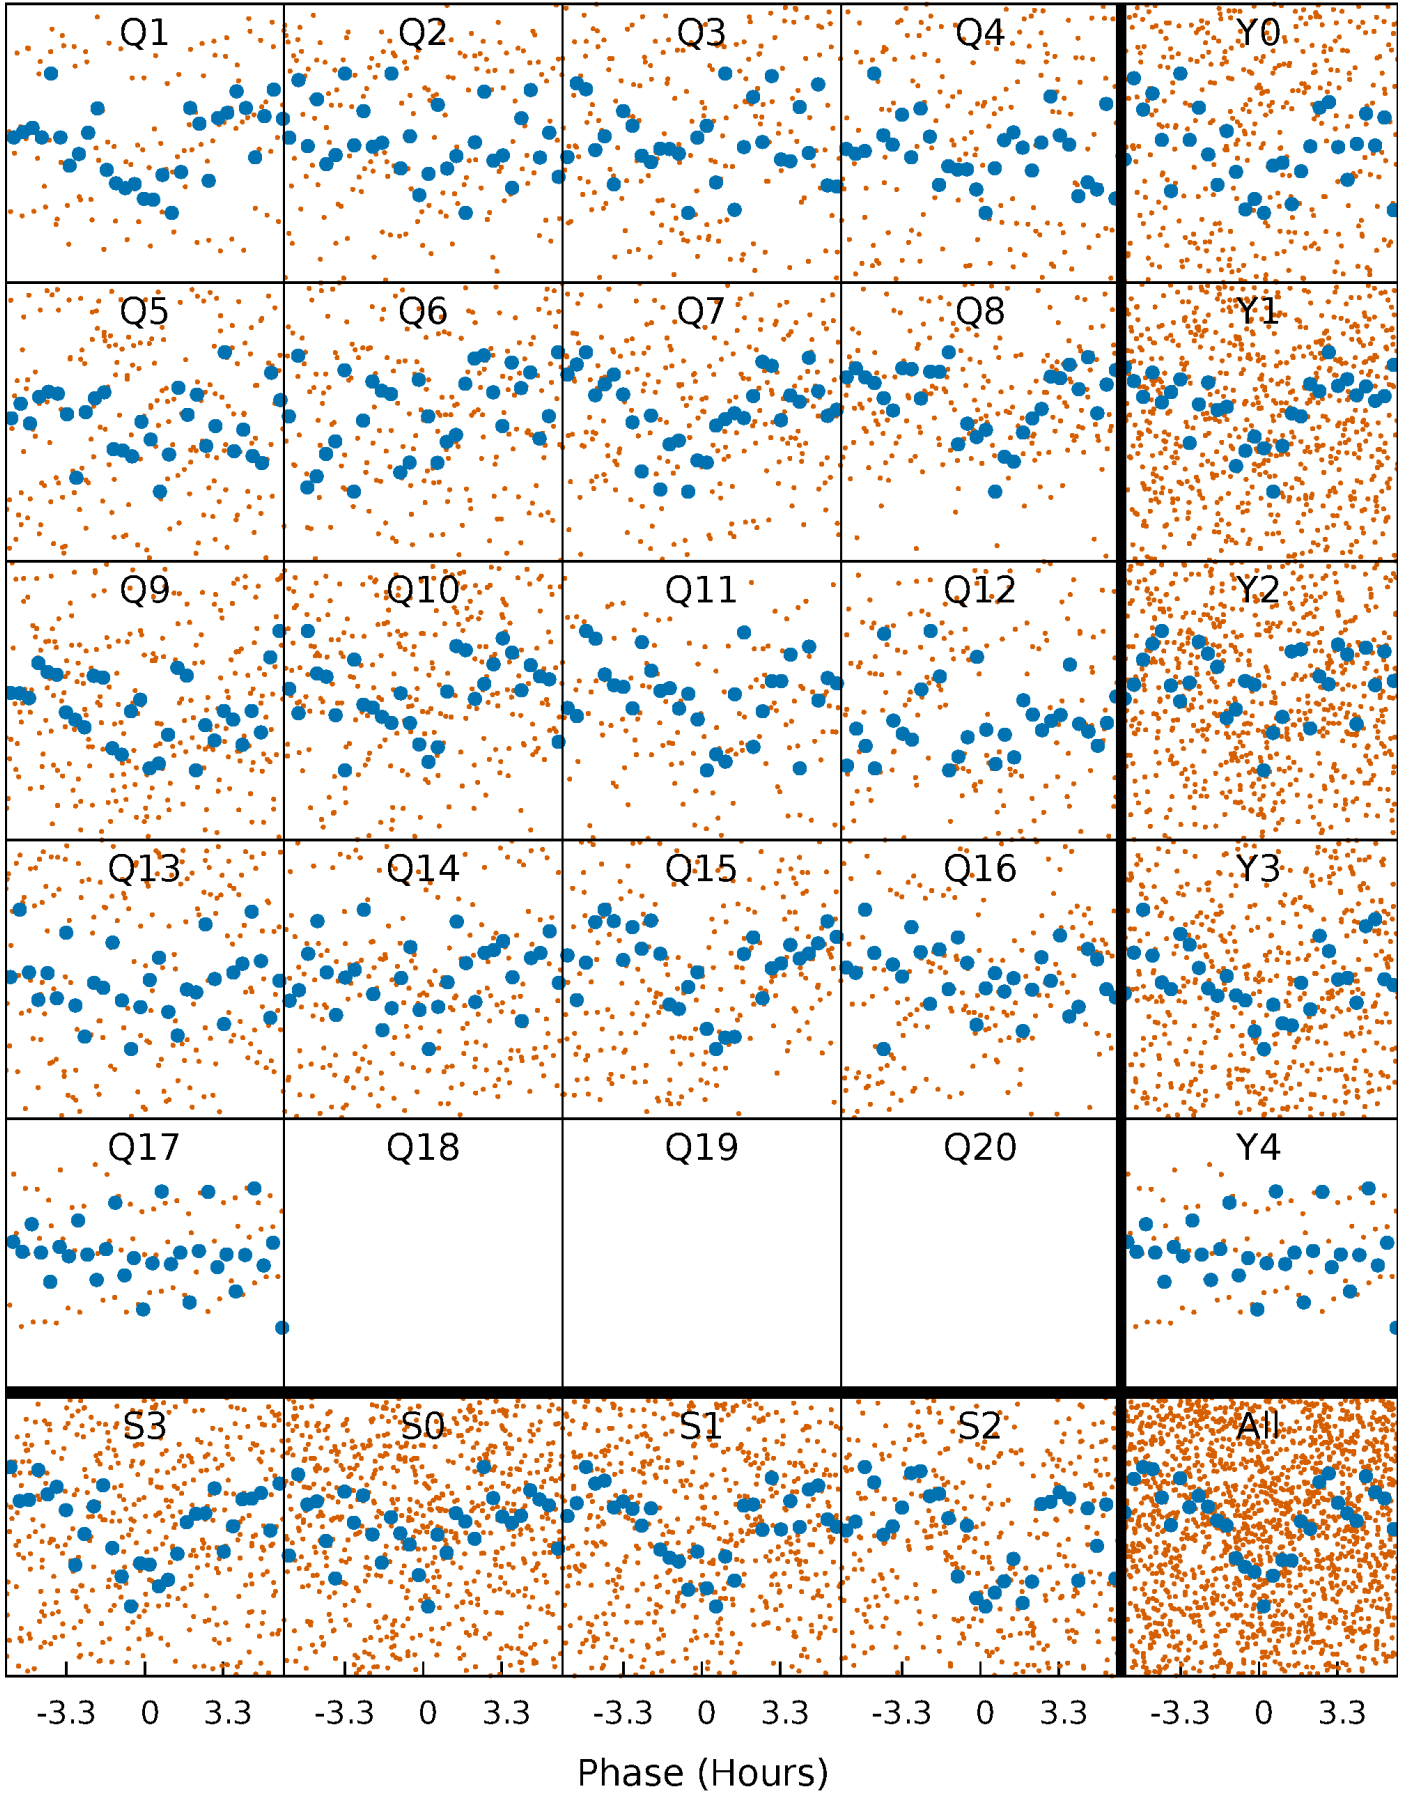 Q1 Q2 Q3 Q4 Y0
Q5 Q6 Q7 Q8 Y1
Q9 Q10 Q11 Q12 Y2
Q13 Q14 Q15 Q16 Y3
Q17 Q18 Q19 Q20 Y4
S3 S0 S1 S2 All
-3.3 0 3.3 -3.3 0 3.3 -3.3 0 3.3 -3.3 0 3.3 -3.3 0 3.3
Phase (Hours)